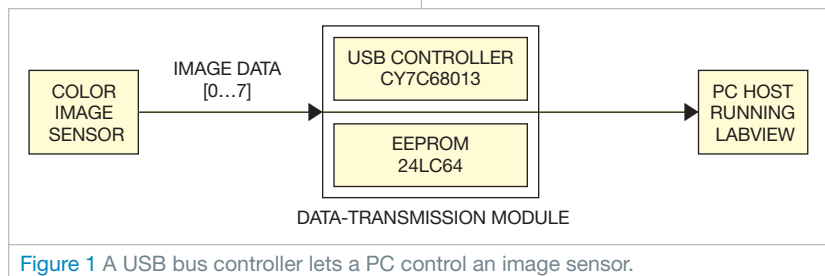 COLOR
IMAGE
SENSOR
IMAGE DATA
[0...7]
USB CONTROLLER
CY7C68013
EEPROM
24LC64
DATA-TRANSMISSION MODULE
PC HOST
RUNNING
LABVIEW
Figure 1 A USB bus controller lets a PC control an image sensor.